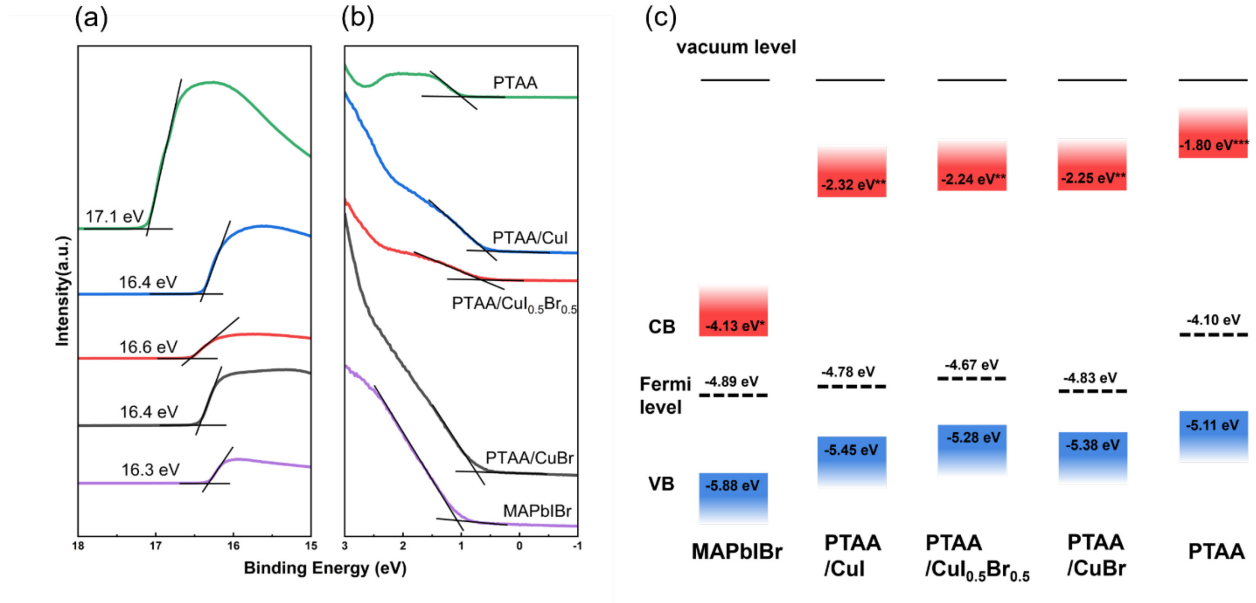 (a)
(b)
(c)
Intensity(a.u.)
17.1 eV
16.4 eV
16.6 eV
16.4 eV
16.3 eV
18
17
16
15
PTAA
PTAA/CuI
PTAA/CuI₀.₅Br₀.₅
PTAA/CuBr
MAPbIBr
3
2
1
0
-1
Binding Energy (eV)
vacuum level
-2.32 eV**
-2.24 eV**
-2.25 eV**
-1.80 eV***
CB
-4.13 eV*
Fermi
level
-4.89 eV
-4.78 eV
-4.67 eV
-4.83 eV
-4.10 eV
VB
-5.88 eV
-5.45 eV
-5.28 eV
-5.38 eV
-5.11 eV
MAPbIBr
PTAA
/CuI
PTAA
/CuI₀.₅Br₀.₅
PTAA
/CuBr
PTAA